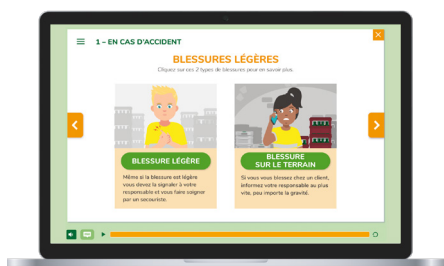 1 – EN CAS D'ACCIDENT
BLESSURES LÉGÈRES
Cliquez sur ces 2 types de blessures pour en savoir plus.
BLESSURE LÉGÈRE
Même si la blessure est légère
vous devez la signaler à votre
responsable et vous faire soigner
par un secouriste.
BLESSURE
SUR LE TERRAIN
Si vous vous blessez chez un client,
informez votre responsable au plus
vite, peu importe la gravité.